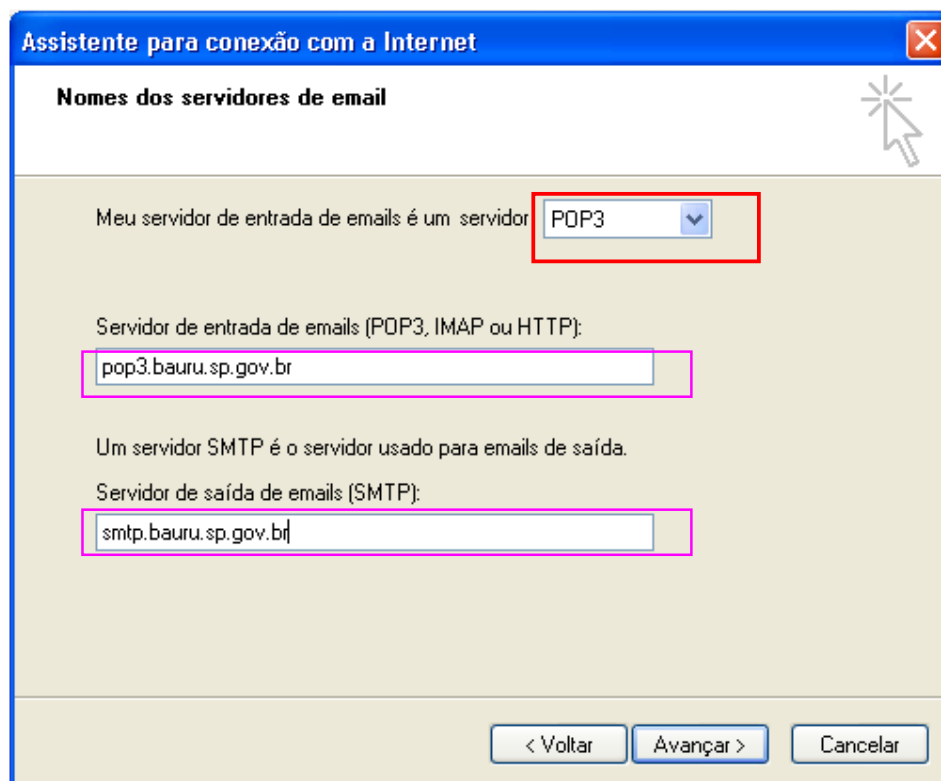 Assistente para conexão com a Internet
Nomes dos servidores de email
Meu servidor de entrada de emails é um servidor POP3
Servidor de entrada de emails (POP3, IMAP ou HTTP):
pop3.bauru.sp.gov.br
Um servidor SMTP é o servidor usado para emails de saída.
Servidor de saída de emails (SMTP):
smtp.bauru.sp.gov.br
< Voltar Avançar > Cancelar